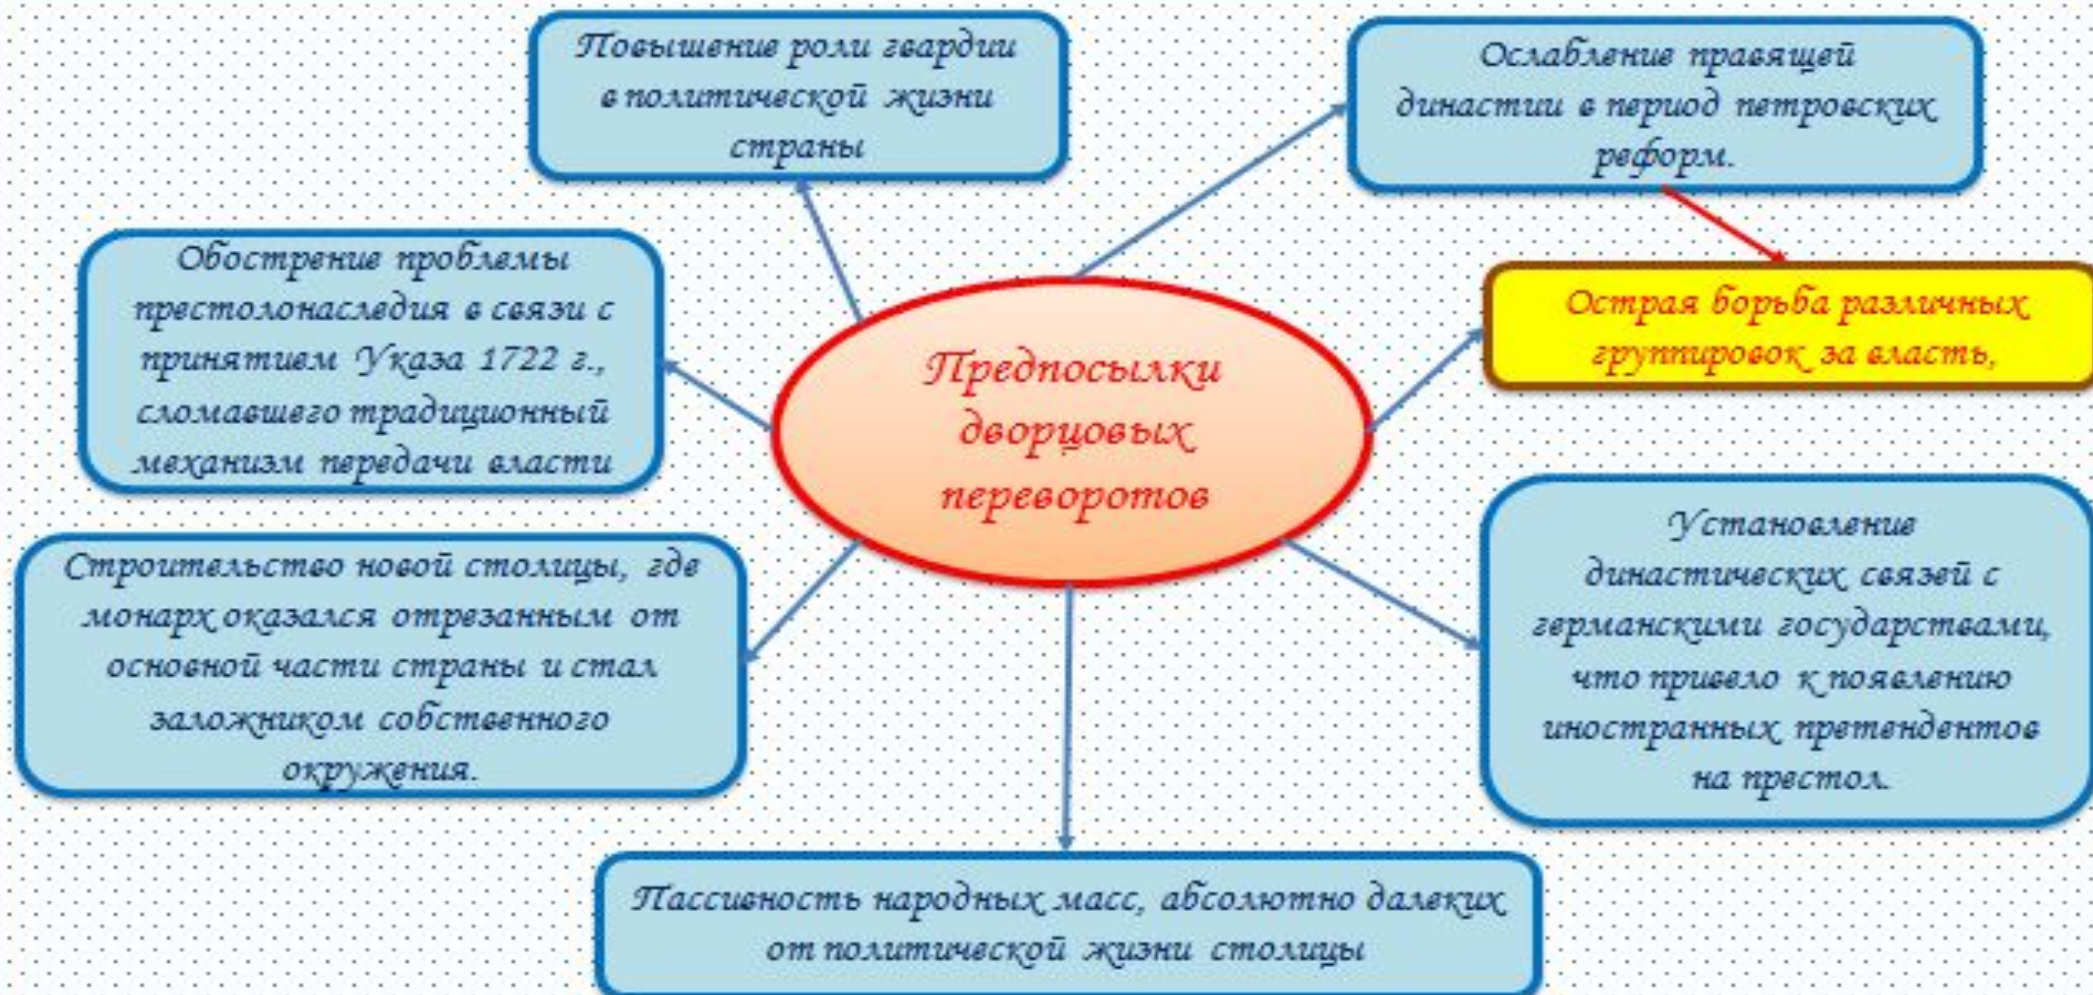 Повышение роли гвардии
в политической жизни
страны
Ослабление правящей
династии в период петровских
реформ.
Обострение проблемы
престолонаследия в связи с
принятием Указа 1722 г.,
сломавшего традиционный
механизм передачи власти
Острая борьба различных
группировок за власть,
Предпосылки
дворцовых
переворотов
Строительство новой столицы, где
монарх оказался отрезанным от
основной части страны и стал
заложником собственного
окружения.
Установление
династических связей с
германскими государствами,
что привело к появлению
иностранных претендентов
на престол.
Пассивность народных масс, абсолютно далеких
от политической жизни столицы